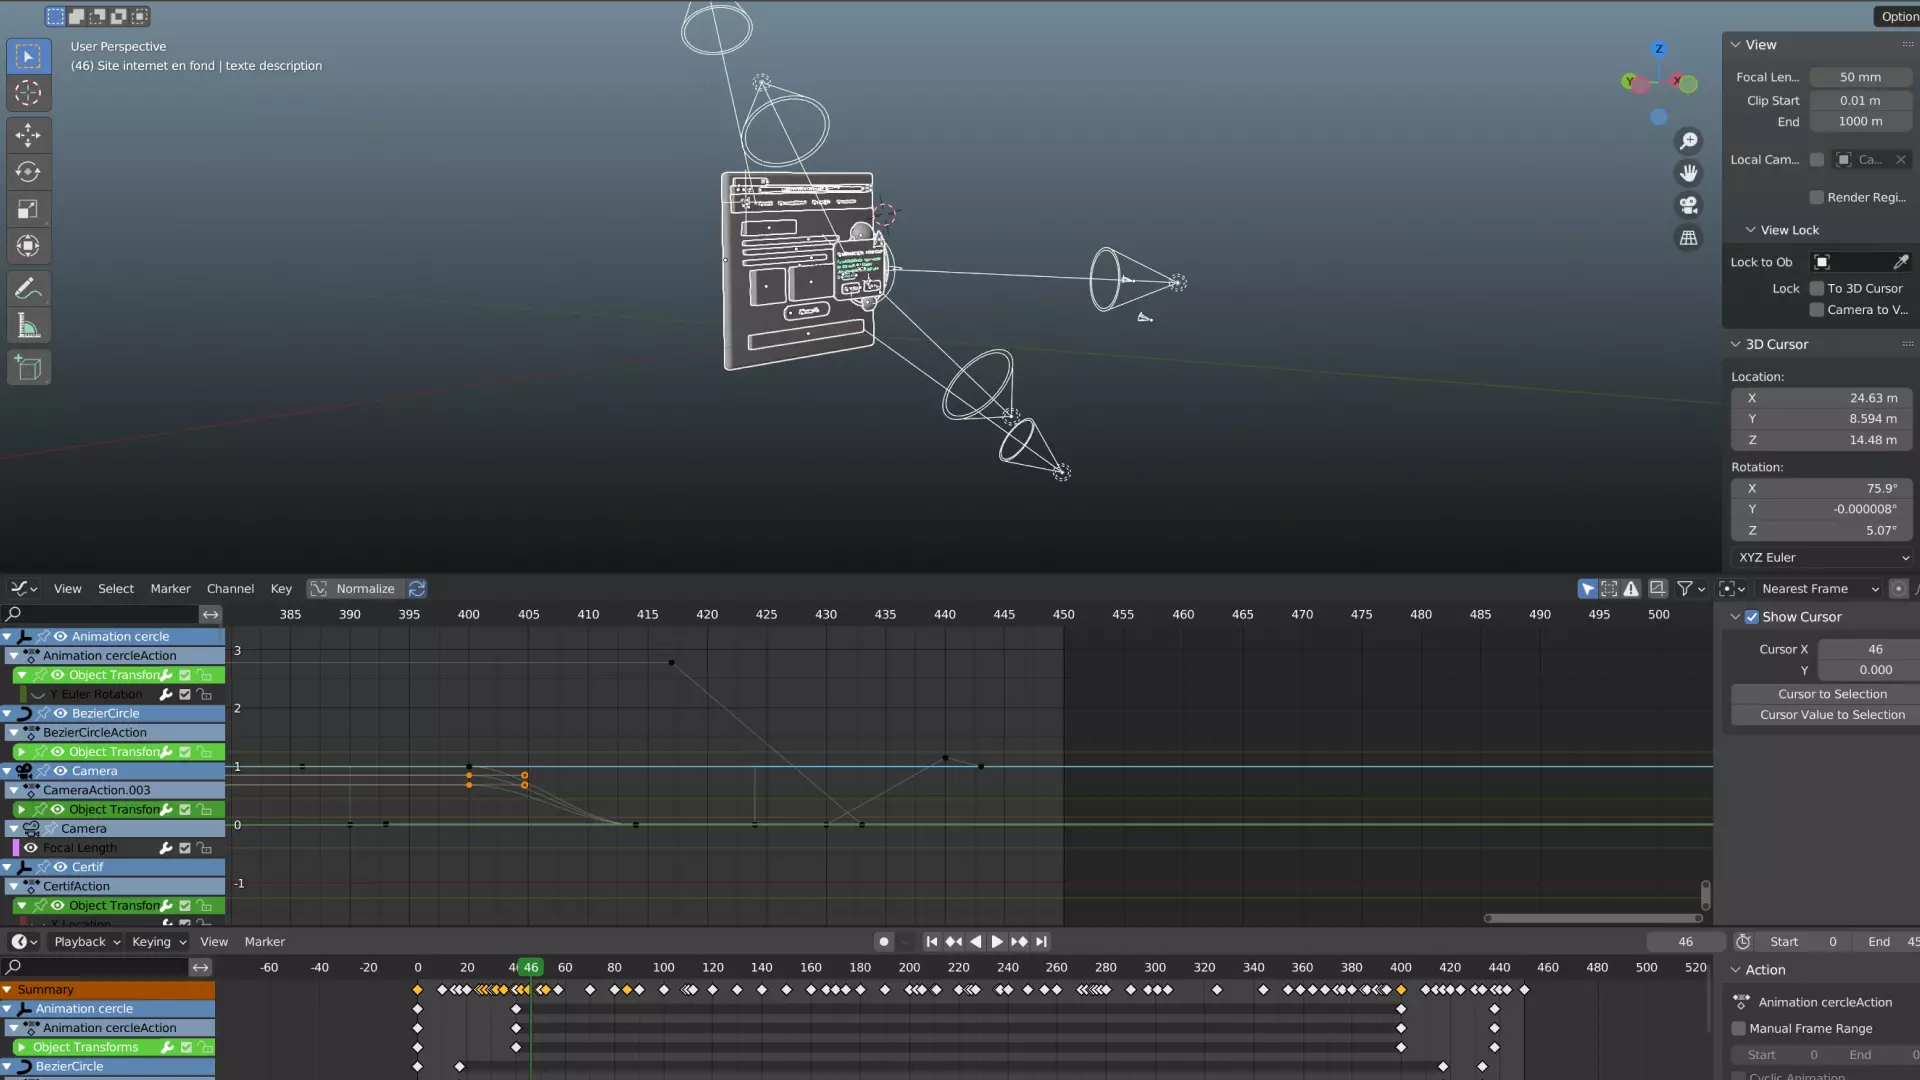 Option
User Perspective
(46) Site internet en fond | texte description
Z
Y
X
View
Focal Len... 50 mm
Clip Start 0.01 m
End 1000 m
Local Cam... Ca...
Render Regi...
View Lock
Lock to Ob
Lock To 3D Cursor
Camera to V...
3D Cursor
Location:
X 24.63 m
Y 8.594 m
Z 14.48 m
Rotation:
X 75.9°
Y -0.000008°
Z 5.07°
XYZ Euler
View Select Marker Channel Key Normalize Nearest Frame
385 390 395 400 405 410 415 420 425 430 435 440 445 450 455 460 465 470 475 480 485 490 495 500
3
2
1
0
-1
Animation cercle
Animation cercleAction
Object Transfor
Y Euler Rotation
BezierCircle
BezierCircleAction
Object Transfor
Camera
CameraAction.003
Object Transfor
Camera
Focal Length
Certif
CertifAction
Object Transfor
X Location
Show Cursor
Cursor X 46
Y 0.000
Cursor to Selection
Cursor Value to Selection
Playback Keying View Marker 46 Start 0 End 45
-60 -40 -20 0 20 46 60 80 100 120 140 160 180 200 220 240 260 280 300 320 340 360 380 400 420 440 460 480 500 520
Summary
Animation cercle
Animation cercleAction
Object Transforms
BezierCircle
Action
Animation cercleAction
Manual Frame Range
Start 0 End 0
Cyclic Animation